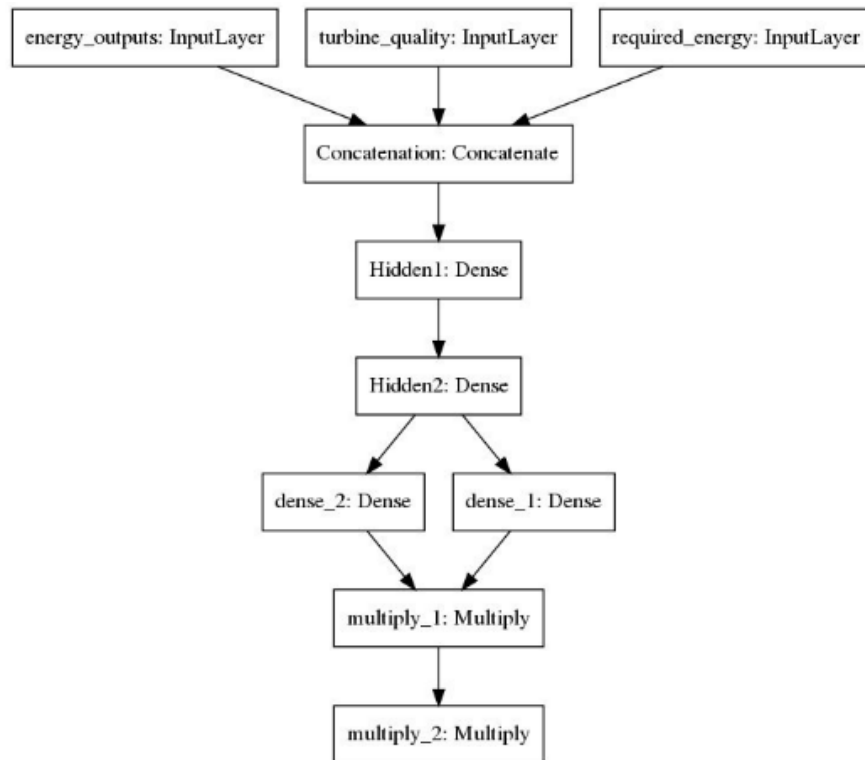 energy_outputs: InputLayer
turbine_quality: InputLayer
required_energy: InputLayer
Concatenation: Concatenate
Hidden1: Dense
Hidden2: Dense
dense_2: Dense
dense_1: Dense
multiply_1: Multiply
multiply_2: Multiply